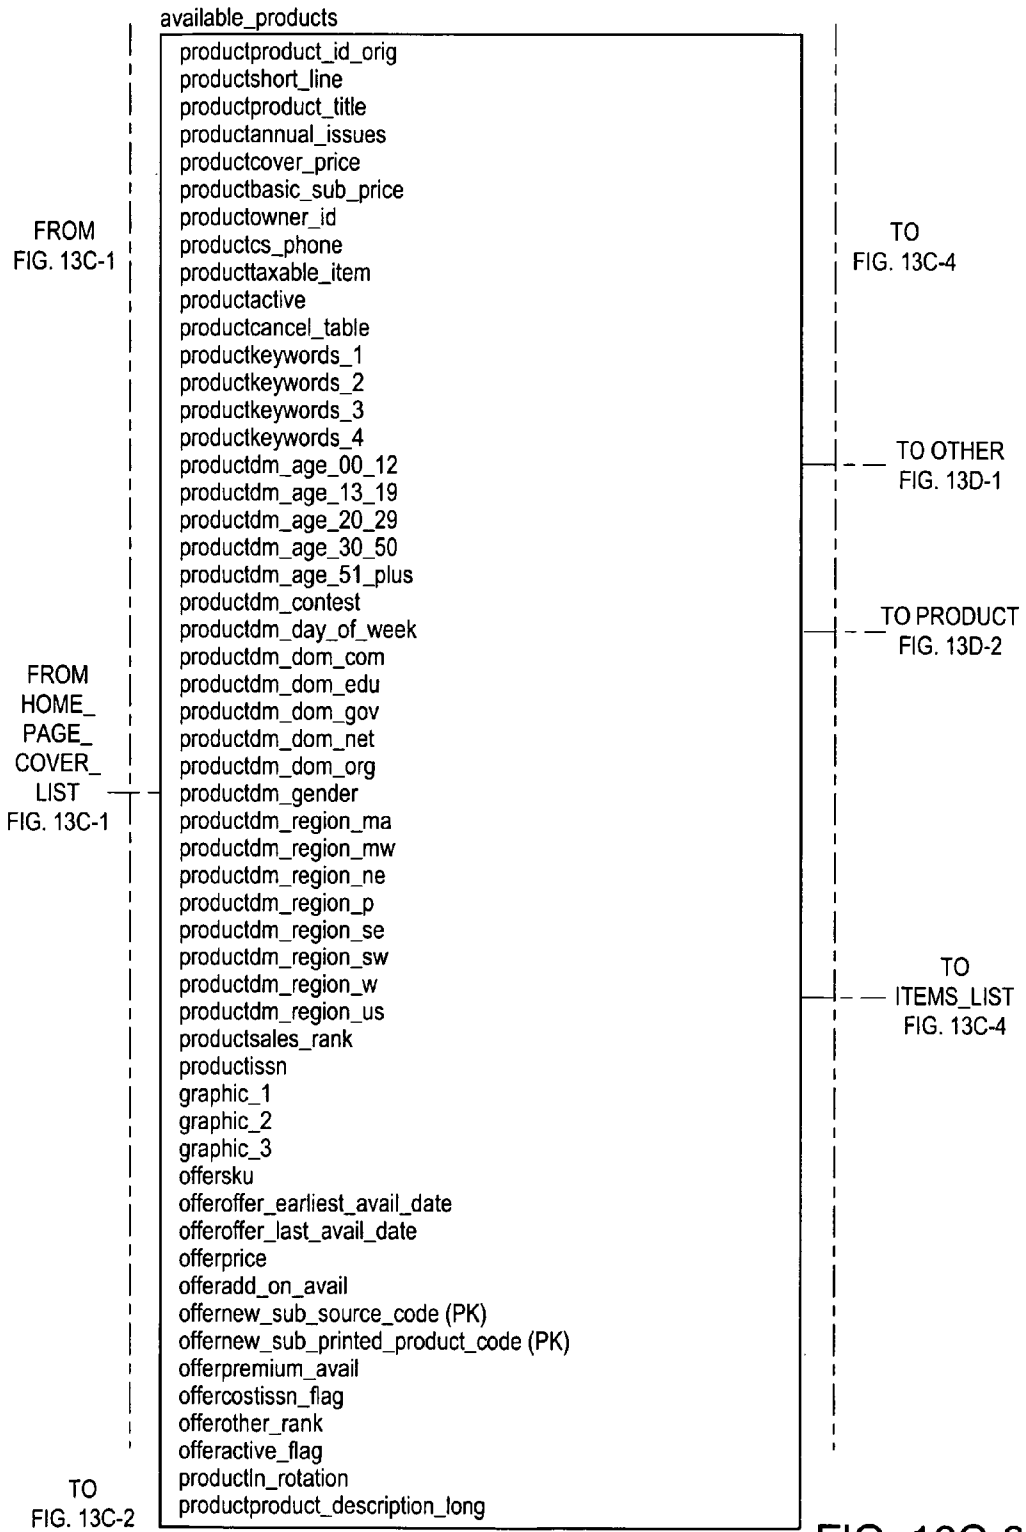 available_products
productproduct_id_orig
productshort_line
productproduct_title
productannual_issues
productcover_price
productbasic_sub_price
productowner_id
productcs_phone
producttaxable_item
productactive
productcancel_table
productkeywords_1
productkeywords_2
productkeywords_3
productkeywords_4
productdm_age_00_12
productdm_age_13_19
productdm_age_20_29
productdm_age_30_50
productdm_age_51_plus
productdm_contest
productdm_day_of_week
productdm_dom_com
productdm_dom_edu
productdm_dom_gov
productdm_dom_net
productdm_dom_org
productdm_gender
productdm_region_ma
productdm_region_mw
productdm_region_ne
productdm_region_p
productdm_region_se
productdm_region_sw
productdm_region_w
productdm_region_us
productsales_rank
productissn
graphic_1
graphic_2
graphic_3
offersku
offeroffer_earliest_avail_date
offeroffer_last_avail_date
offerprice
offeradd_on_avail
offernew_sub_source_code (PK)
offernew_sub_printed_product_code (PK)
offerpremium_avail
offercostissn_flag
offerother_rank
offeractive_flag
productln_rotation
productproduct_description_long
FROM
FIG. 13C-1
FROM
HOME_
PAGE_
COVER_
LIST
FIG. 13C-1
TO
FIG. 13C-2
TO
FIG. 13C-4
TO OTHER
FIG. 13D-1
TO PRODUCT
FIG. 13D-2
TO
ITEMS_LIST
FIG. 13C-4